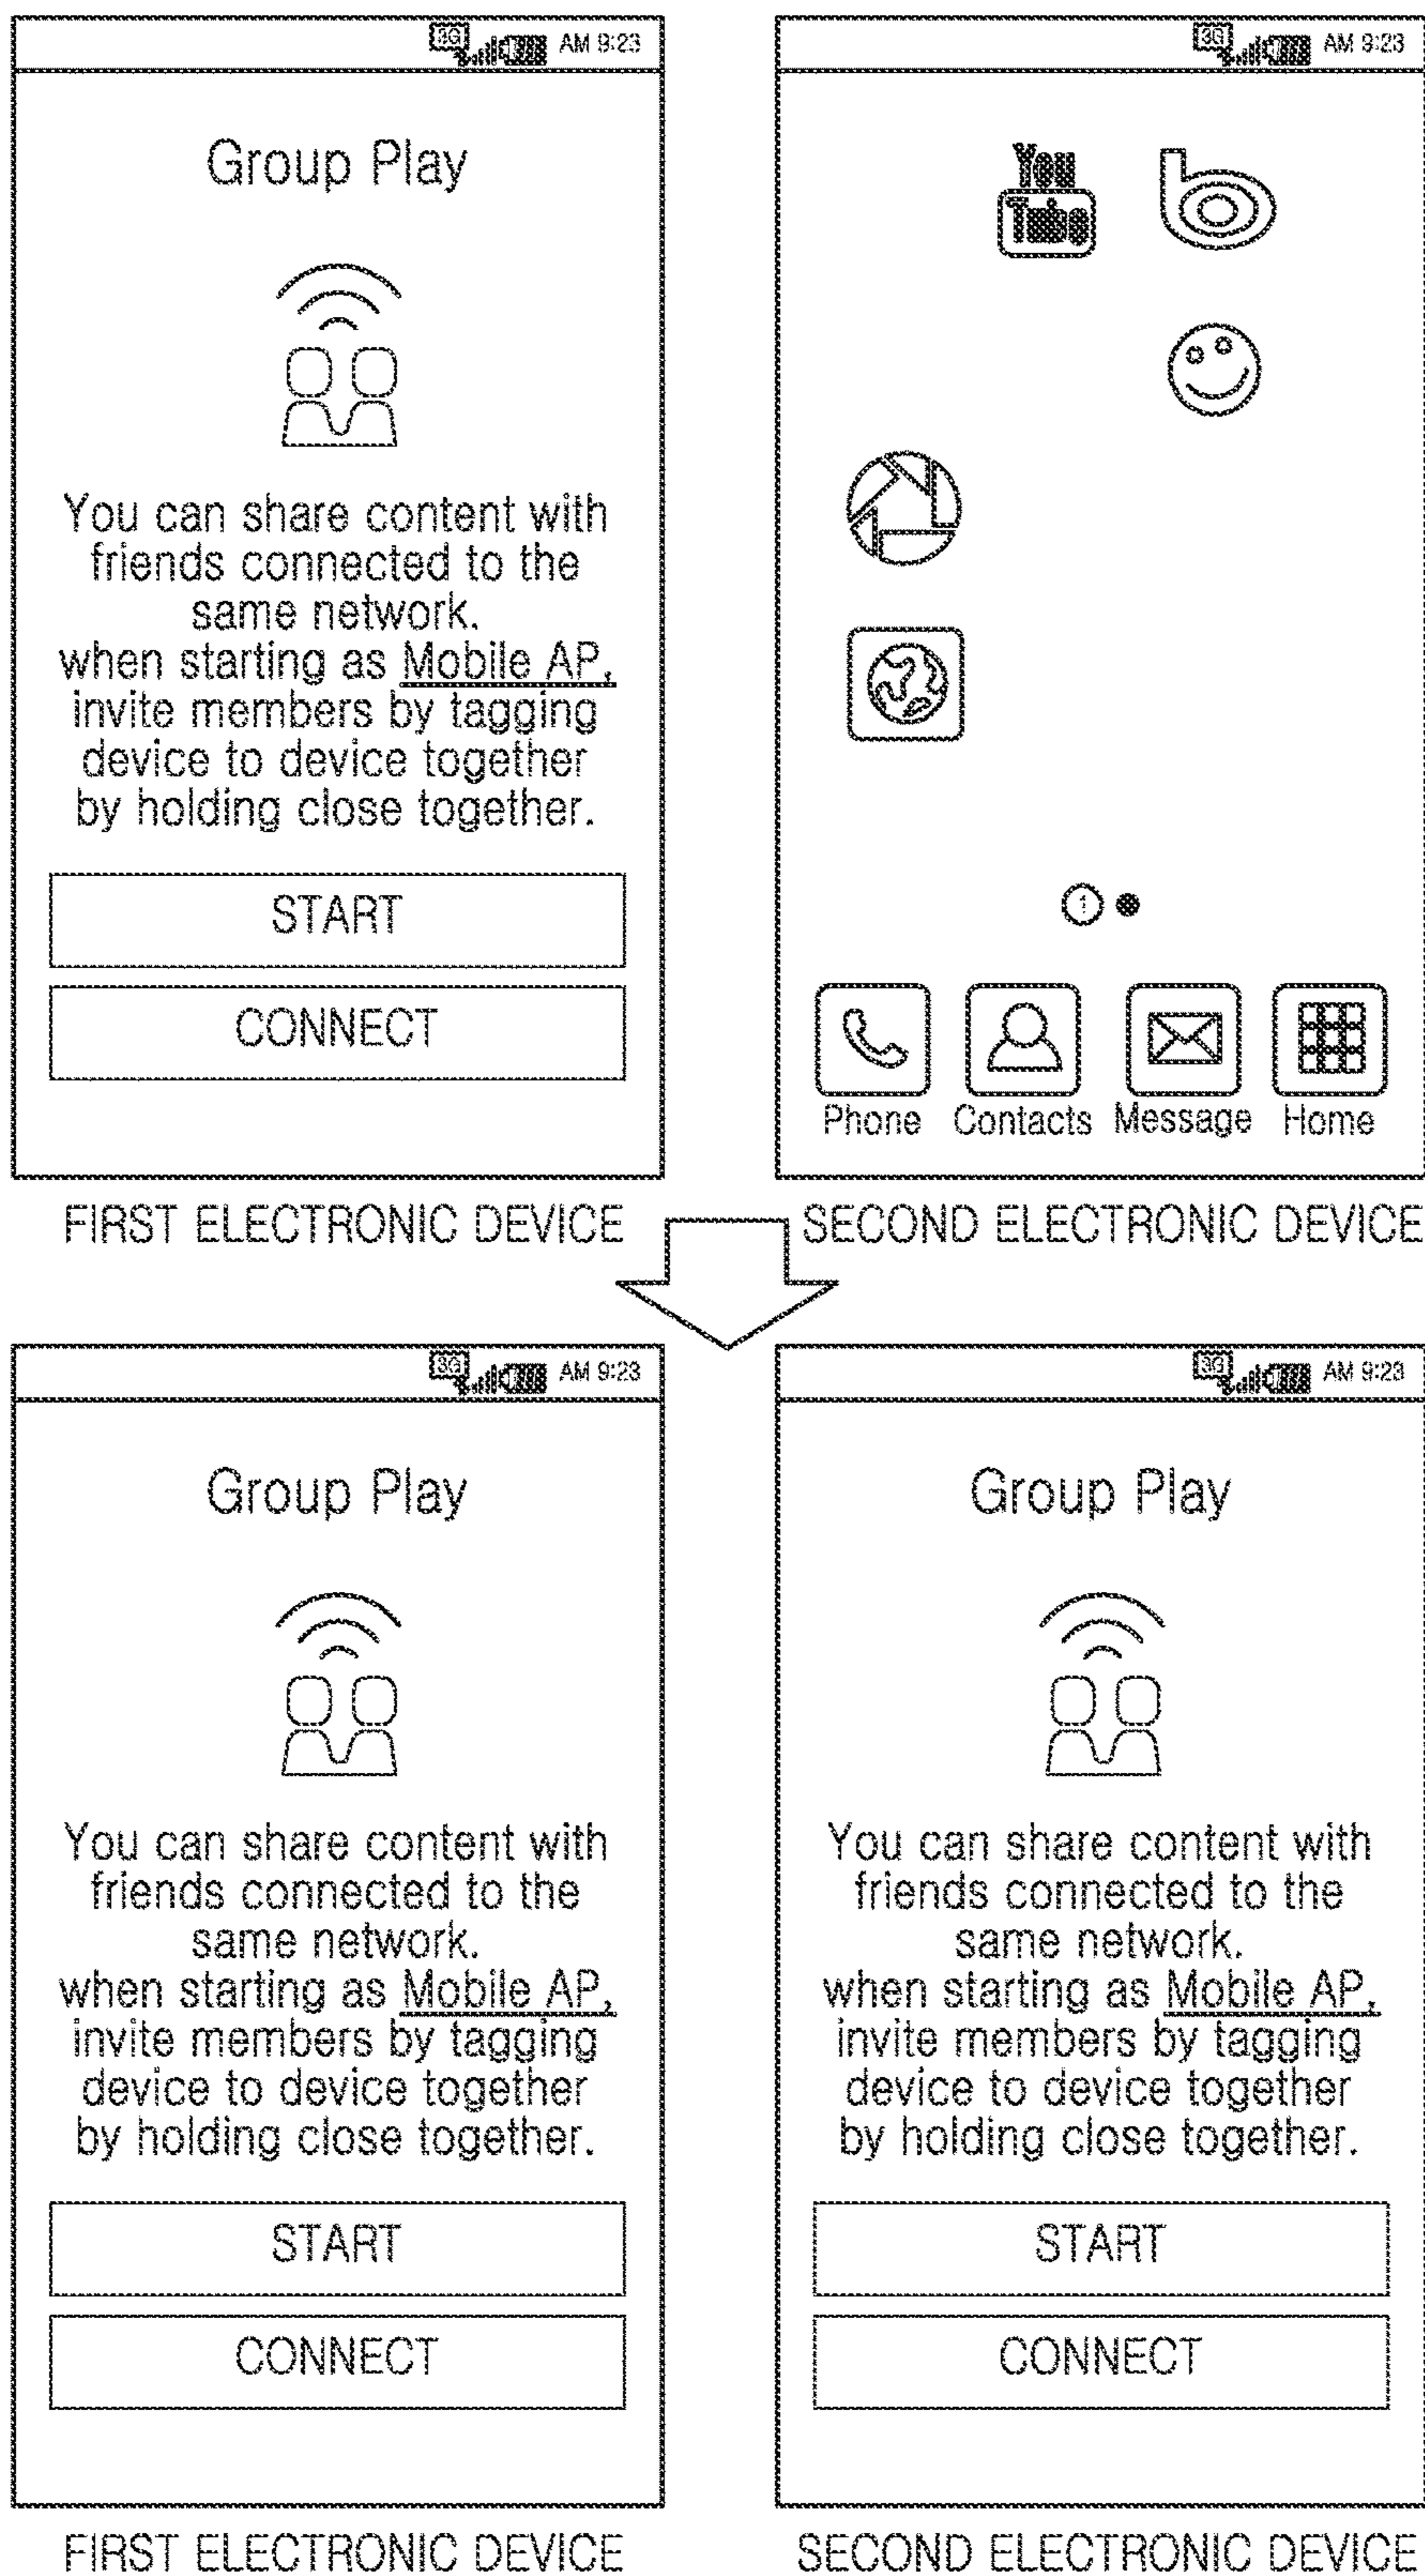 3G AM 9:23
Group Play
You can share content with
friends connected to the
same network.
when starting as Mobile AP,
invite members by tagging
device to device together
by holding close together.
START
CONNECT
FIRST ELECTRONIC DEVICE
3G AM 9:23
You
Tube
b
1
Phone Contacts Message Home
SECOND ELECTRONIC DEVICE
3G AM 9:23
Group Play
You can share content with
friends connected to the
same network.
when starting as Mobile AP,
invite members by tagging
device to device together
by holding close together.
START
CONNECT
FIRST ELECTRONIC DEVICE
3G AM 9:23
Group Play
You can share content with
friends connected to the
same network.
when starting as Mobile AP,
invite members by tagging
device to device together
by holding close together.
START
CONNECT
SECOND ELECTRONIC DEVICE